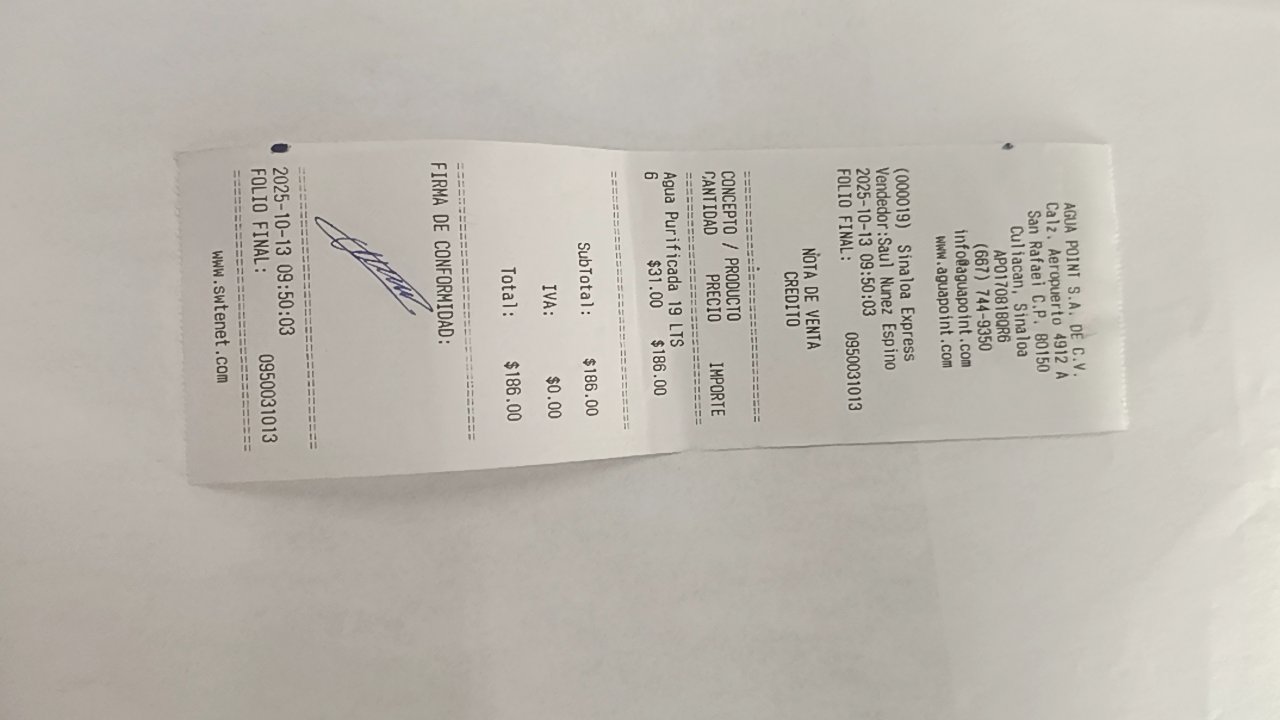 AGUA POINT S.A. DE C.V.
Calz. Aeropuerto 4912 A
San Rafael C.P. 80150
Culiacan, Sinaloa
APO170818QR6
(667) 744-9350
info@aguapoint.com
www.aguapoint.com
(000019) Sinaloa Express
Vendedor:Saul Nunez Espino
2025-10-13 09:50:03
FOLIO FINAL: 0950031013
NOTA DE VENTA
CREDITO
==========================
CONCEPTO / PRODUCTO
CANTIDAD PRECIO IMPORTE
==========================
Agua Purificada 19 LTS
6 $31.00 $186.00
==========================
SubTotal: $186.00
IVA: $0.00
Total: $186.00
==========================
FIRMA DE CONFORMIDAD:
==========================
2025-10-13 09:50:03
FOLIO FINAL: 0950031013
==========================
www.swtenet.com